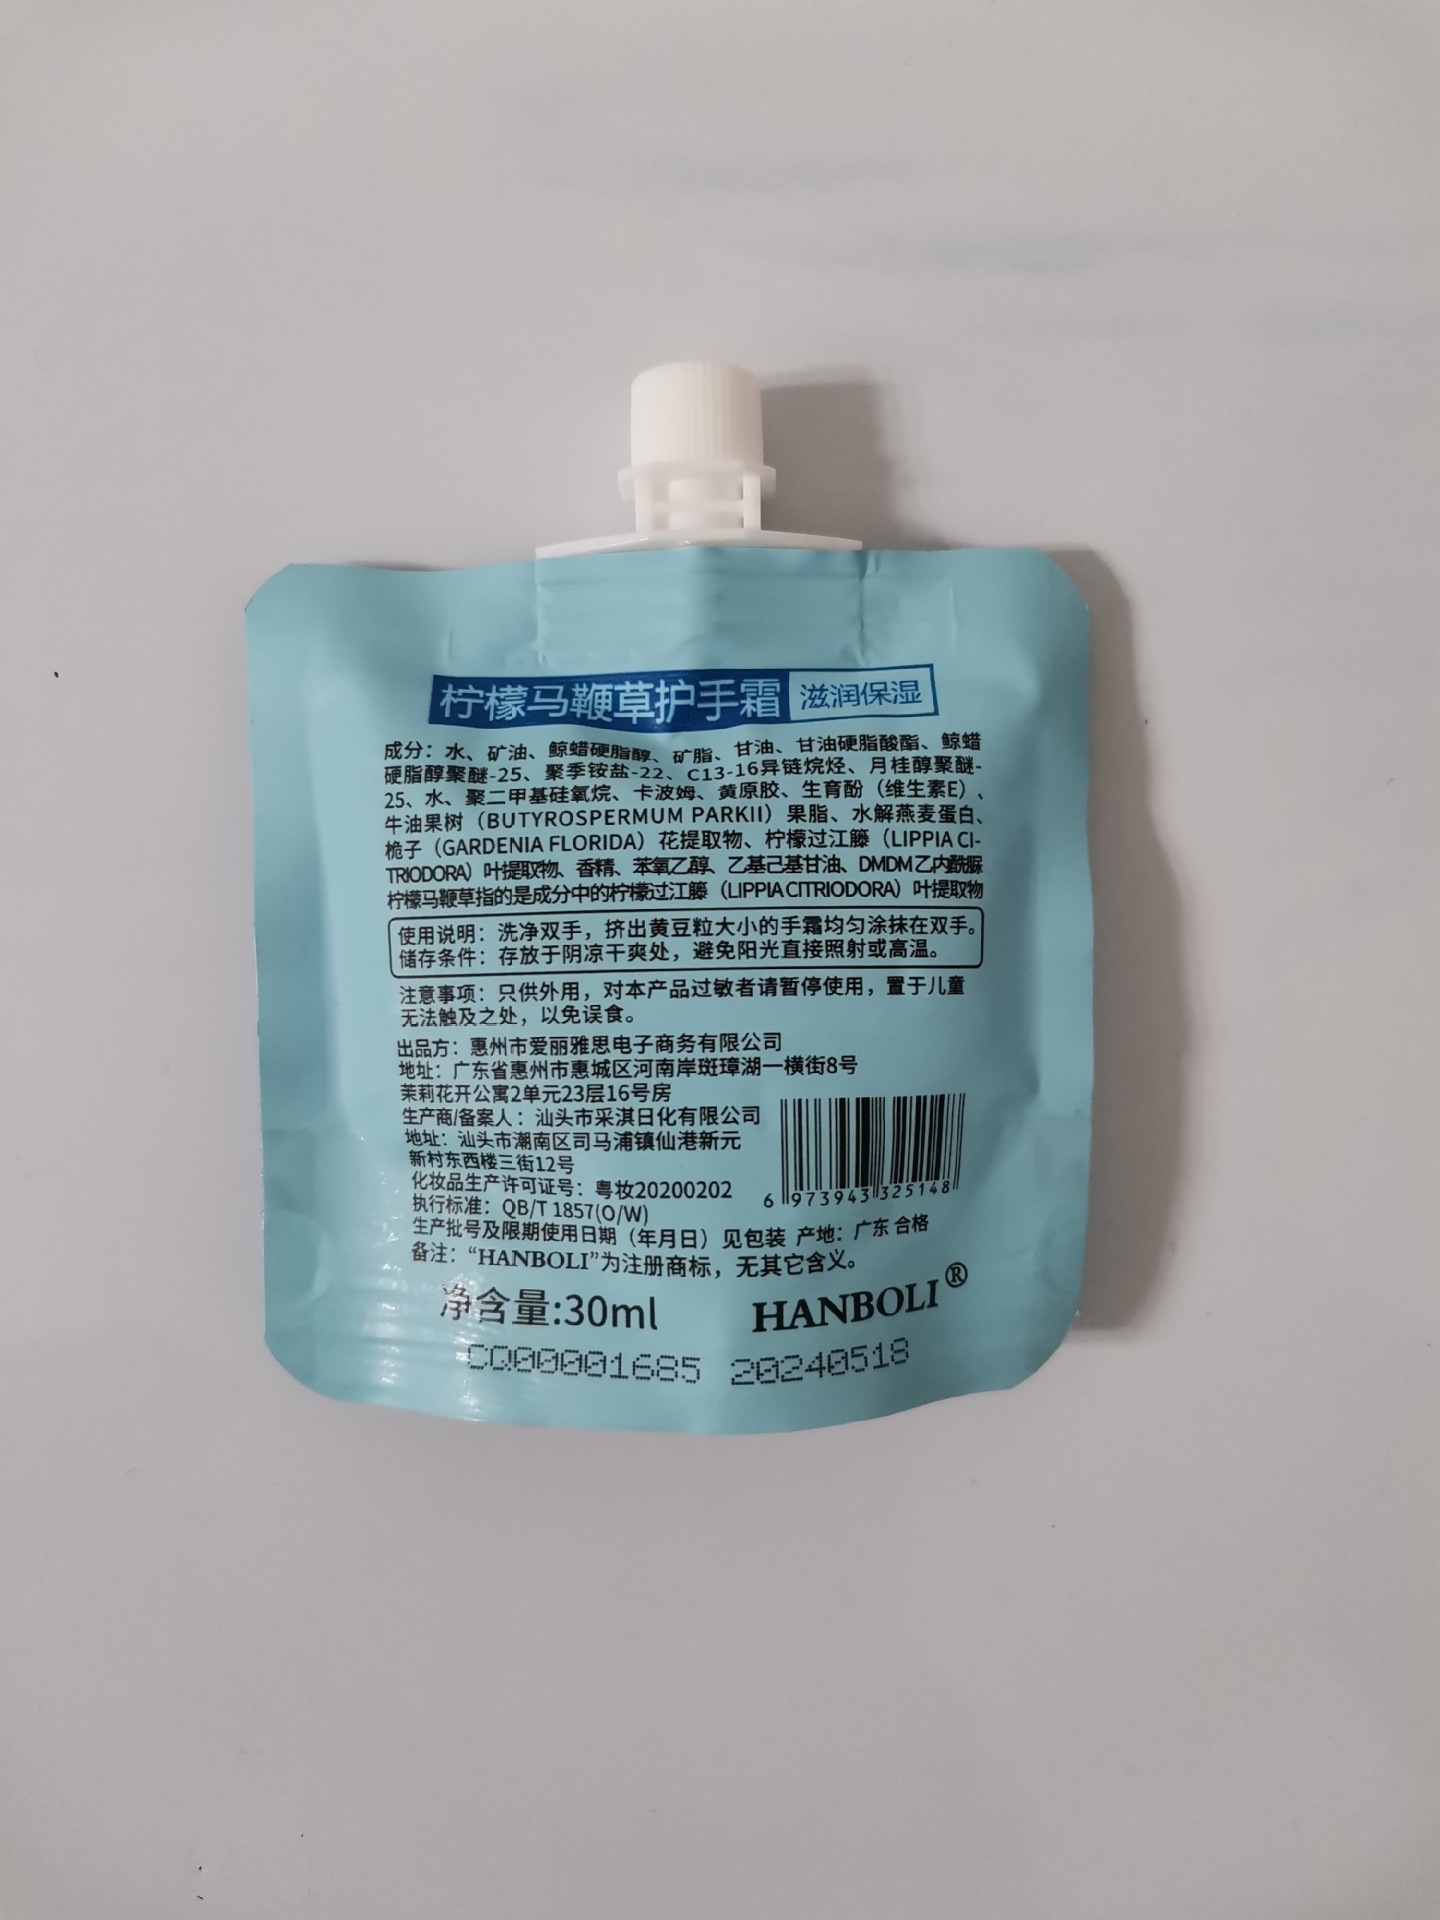 柠檬马鞭草护手霜 滋润保湿
成分：水、矿油、鲸蜡硬脂醇、矿脂、甘油、甘油硬脂酸酯、鲸蜡
硬脂醇聚醚-25、聚季铵盐-22、C13-16异链烷烃、月桂醇聚醚-
25、水、聚二甲基硅氧烷、卡波姆、黄原胶、生育酚（维生素E）、
牛油果树（BUTYROSPERMUM PARKII）果脂、水解燕麦蛋白、
栀子（GARDENIA FLORIDA）花提取物、柠檬过江藤（LIPPIA CI-
TRIODORA）叶提取物、香精、苯氧乙醇、乙基己基甘油、DMDM乙内酰脲
柠檬马鞭草指的是成分中的柠檬过江藤（LIPPIA CITRIODORA）叶提取物
使用说明：洗净双手，挤出黄豆粒大小的手霜均匀涂抹在双手。
储存条件：存放于阴凉干爽处，避免阳光直接照射或高温。
注意事项：只供外用，对本产品过敏者请暂停使用，置于儿童
无法触及之处，以免误食。
出品方：惠州市爱丽雅思电子商务有限公司
地址：广东省惠州市惠城区河南岸斑璋湖一横街8号
茉莉花开公寓2单元23层16号房
生产商/备案人：汕头市采淇日化有限公司
地址：汕头市潮南区司马浦镇仙港新元
新村东西楼三街12号
化妆品生产许可证号：粤妆20200202
6 973943 325148
执行标准：QB/T 1857(O/W)
生产批号及限期使用日期（年月日）见包装 产地：广东 合格
备注：“HANBOLI”为注册商标，无其它含义。
净含量:30ml HANBOLI®
CQ00001685 20240518